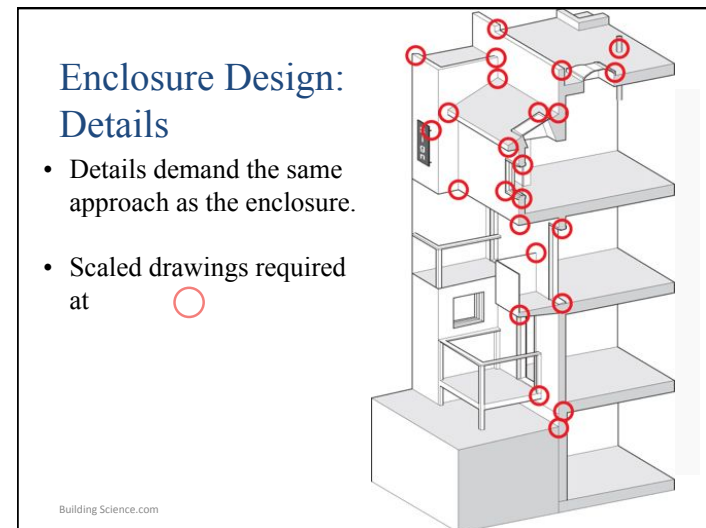 Enclosure Design:
Details
• Details demand the same
approach as the enclosure.
• Scaled drawings required
at
Building Science.com